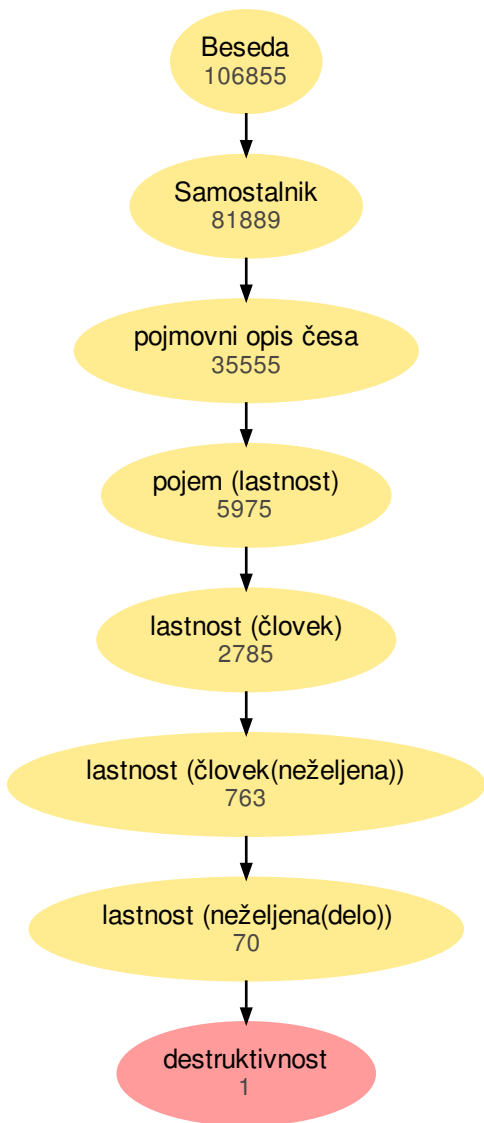 Beseda
106855
Samostalnik
81889
pojmovni opis česa
35555
pojem (lastnost)
5975
lastnost (človek)
2785
lastnost (človek(neželjena))
763
lastnost (neželjena(delo))
70
destruktivnost
1